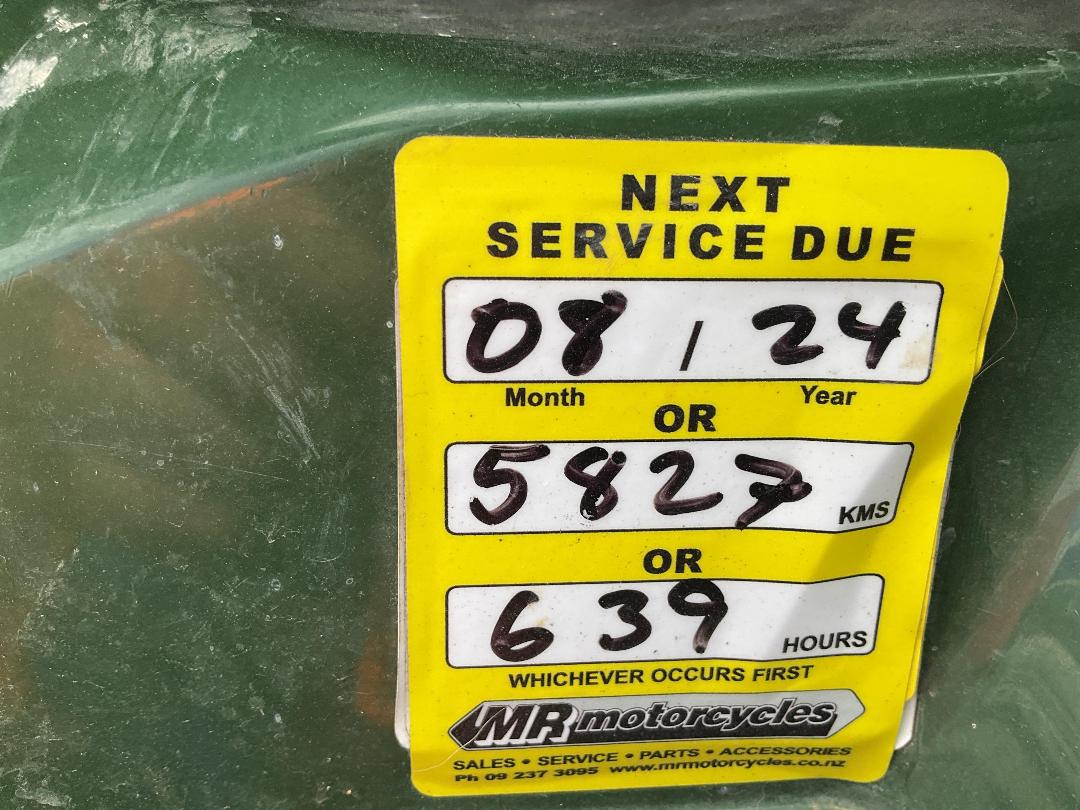 NEXT
SERVICE DUE
08 / 24
Month Year
OR
5827 KMS
OR
639 HOURS
WHICHEVER OCCURS FIRST
MR motorcycles
SALES • SERVICE • PARTS • ACCESSORIES
Ph 09 237 3095 www.mrmotorcycles.co.nz